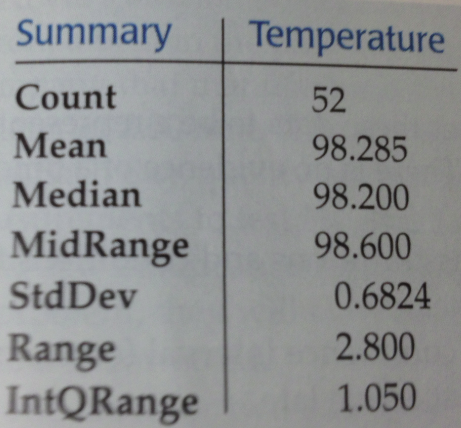 Summary Temperature
Count 52
Mean 98.285
Median 98.200
MidRange 98.600
StdDev 0.6824
Range 2.800
IntQRange 1.050